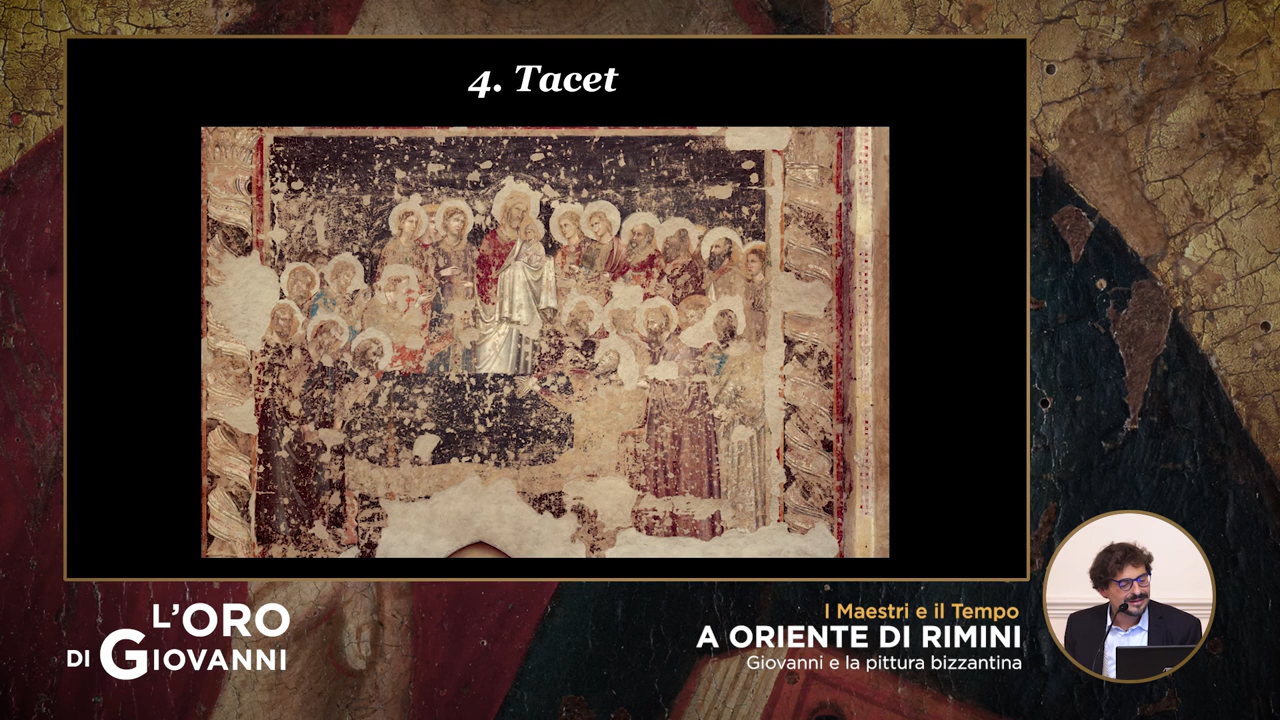 4. Tacet
L'ORO
DI GIOVANNI
I Maestri e il Tempo
A ORIENTE DI RIMINI
Giovanni e la pittura bizzantina